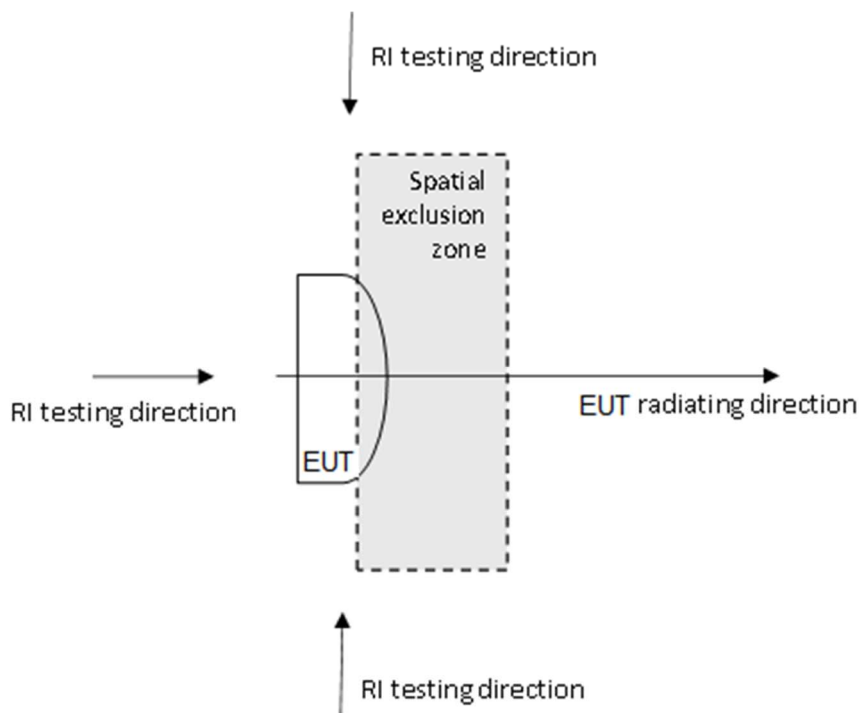 RI testing direction
Spatial
exclusion
zone
RI testing direction
EUT radiating direction
EUT
RI testing direction